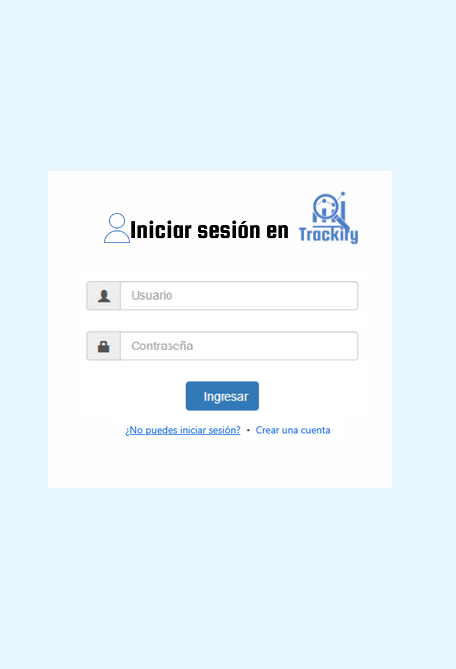 Iniciar sesión en
Trackify
Usuario
Contraseña
Ingresar
¿No puedes iniciar sesión? • Crear una cuenta